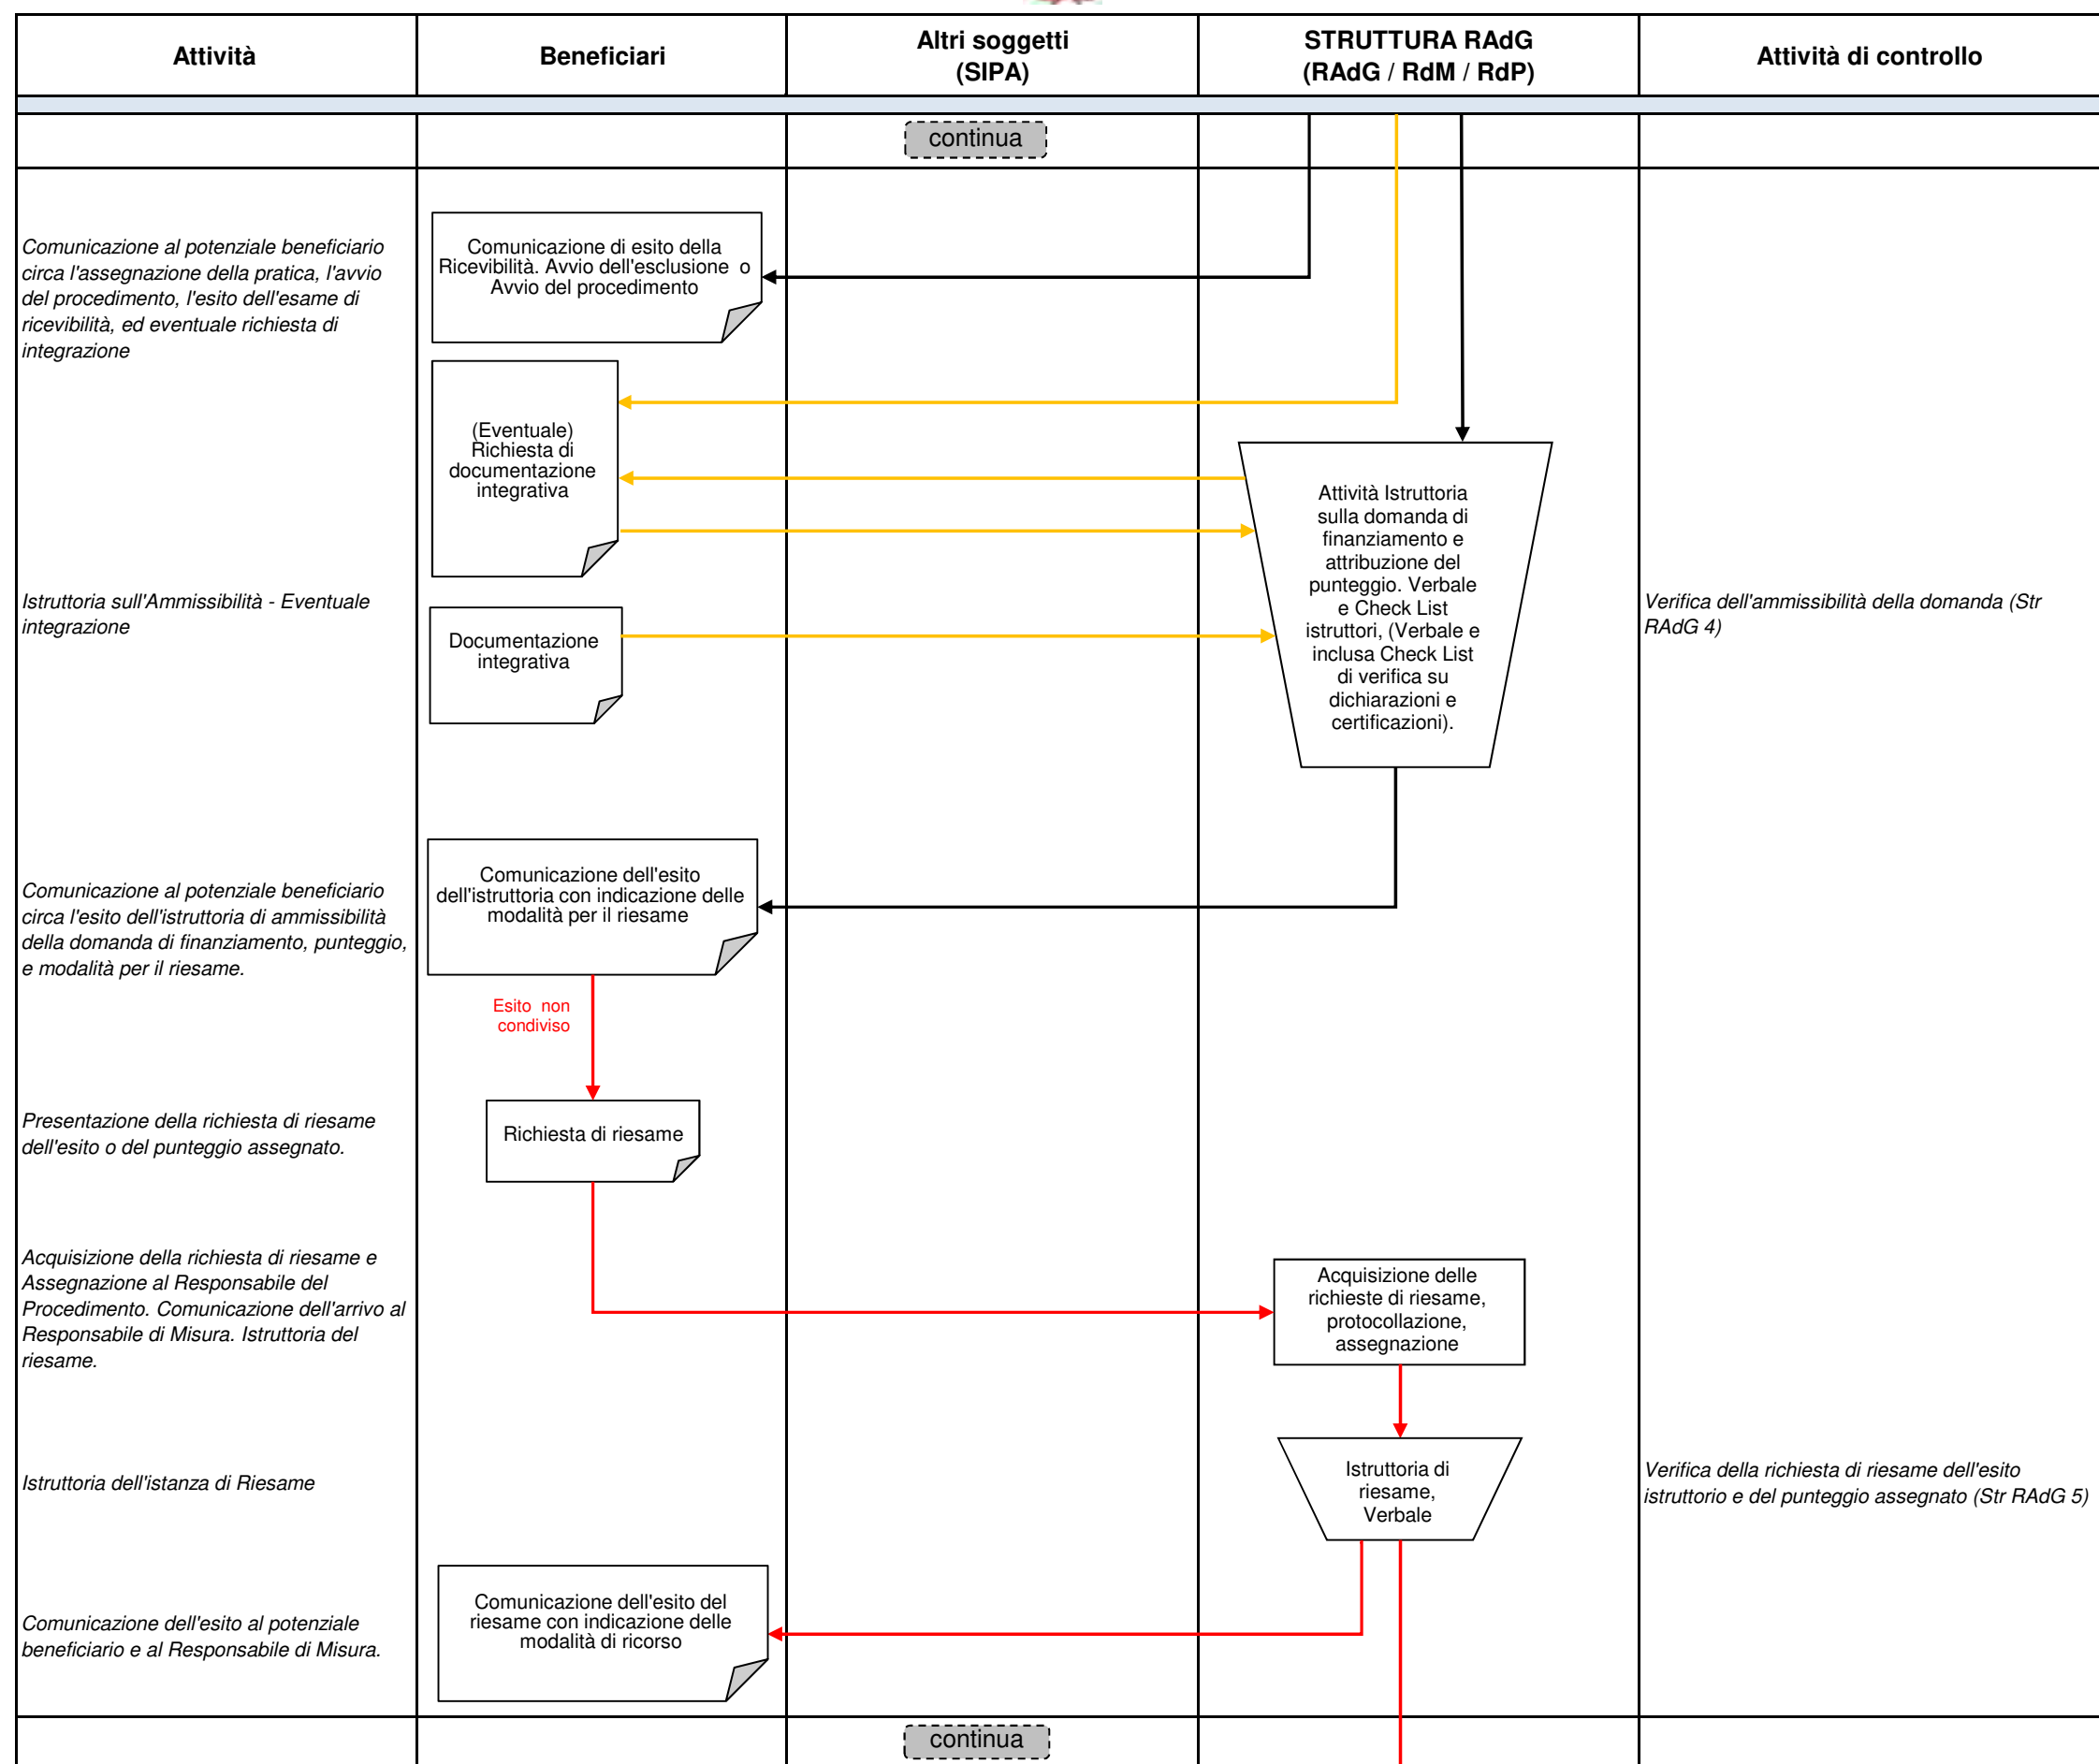 Attività
Beneficiari
Altri soggetti
(SIPA)
STRUTTURA RAdG
(RAdG / RdM / RdP)
Attività di controllo
continua
Comunicazione al potenziale beneficiario
circa l'assegnazione della pratica, l'avvio
del procedimento, l'esito dell'esame di
ricevibilità, ed eventuale richiesta di
integrazione
Comunicazione di esito della
Ricevibilità. Avvio dell'esclusione o
Avvio del procedimento
(Eventuale)
Richiesta di
documentazione
integrativa
Attività Istruttoria
sulla domanda di
finanziamento e
attribuzione del
punteggio. Verbale
e Check List
istruttori, (Verbale e
inclusa Check List
di verifica su
dichiarazioni e
certificazioni).
Istruttoria sull'Ammissibilità - Eventuale
integrazione
Documentazione
integrativa
Verifica dell'ammissibilità della domanda (Str
RAdG 4)
Comunicazione al potenziale beneficiario
circa l'esito dell'istruttoria di ammissibilità
della domanda di finanziamento, punteggio,
e modalità per il riesame.
Comunicazione dell'esito
dell'istruttoria con indicazione delle
modalità per il riesame
Esito non
condiviso
Presentazione della richiesta di riesame
dell'esito o del punteggio assegnato.
Richiesta di riesame
Acquisizione della richiesta di riesame e
Assegnazione al Responsabile del
Procedimento. Comunicazione dell'arrivo al
Responsabile di Misura. Istruttoria del
riesame.
Acquisizione delle
richieste di riesame,
protocollazione,
assegnazione
Istruttoria dell'istanza di Riesame
Istruttoria di
riesame,
Verbale
Verifica della richiesta di riesame dell'esito
istruttorio e del punteggio assegnato (Str RAdG 5)
Comunicazione dell'esito al potenziale
beneficiario e al Responsabile di Misura.
Comunicazione dell'esito del
riesame con indicazione delle
modalità di ricorso
continua